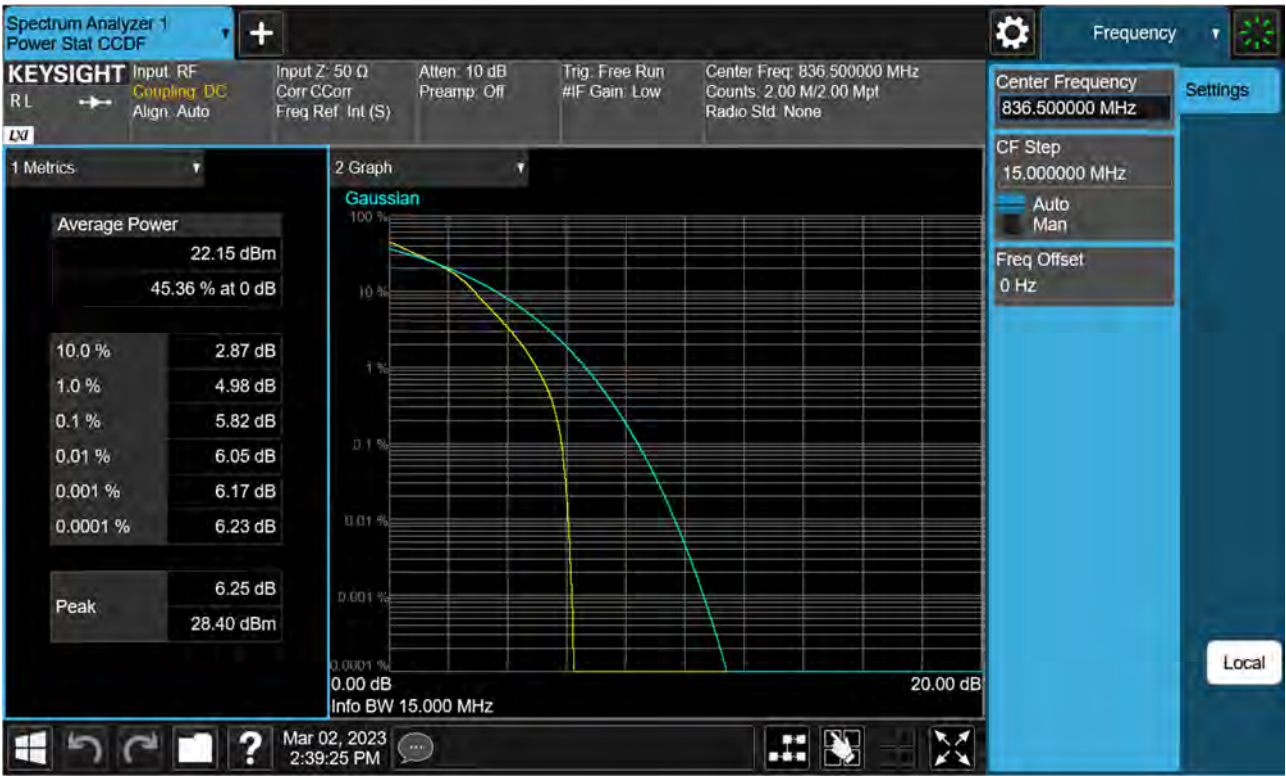 Spectrum Analyzer 1
Power Stat CCDF
+
Frequency
KEYSIGHT
RL
LXI
Input: RF
Coupling: DC
Align: Auto
Input Z: 50 Ω
Corr CCorr
Freq Ref: Int (S)
Atten: 10 dB
Preamp: Off
Trig: Free Run
#IF Gain: Low
Center Freq: 836.500000 MHz
Counts: 2.00 M/2.00 Mpt
Radio Std: None
Center Frequency
836.500000 MHz
Settings
CF Step
15.000000 MHz
Auto
Man
Freq Offset
0 Hz
1 Metrics
Average Power
22.15 dBm
45.36 % at 0 dB
10.0 % 2.87 dB
1.0 % 4.98 dB
0.1 % 5.82 dB
0.01 % 6.05 dB
0.001 % 6.17 dB
0.0001 % 6.23 dB
Peak
6.25 dB
28.40 dBm
2 Graph
Gaussian
100 %
10 %
1 %
0.1 %
0.01 %
0.001 %
0.0001 %
0.00 dB 20.00 dB
Info BW 15.000 MHz
Local
?
Mar 02, 2023
2:39:25 PM